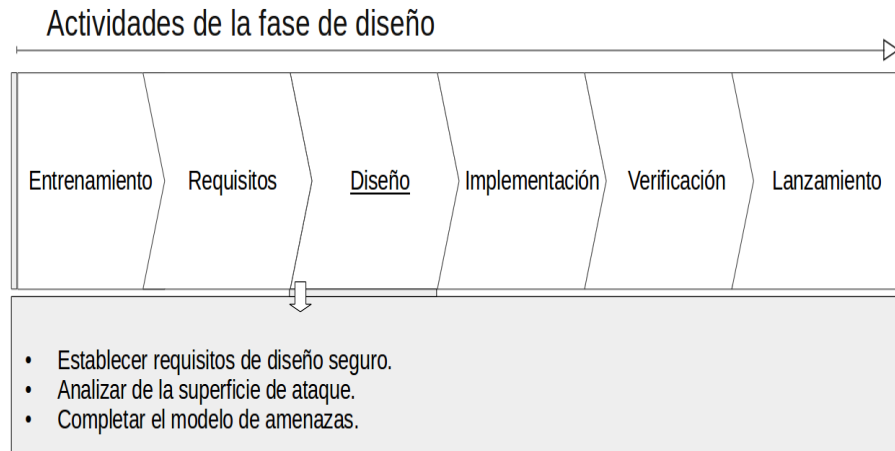 Actividades de la fase de diseño
Entrenamiento
Requisitos
Diseño
Implementación
Verificación
Lanzamiento
• Establecer requisitos de diseño seguro.
• Analizar de la superficie de ataque.
• Completar el modelo de amenazas.